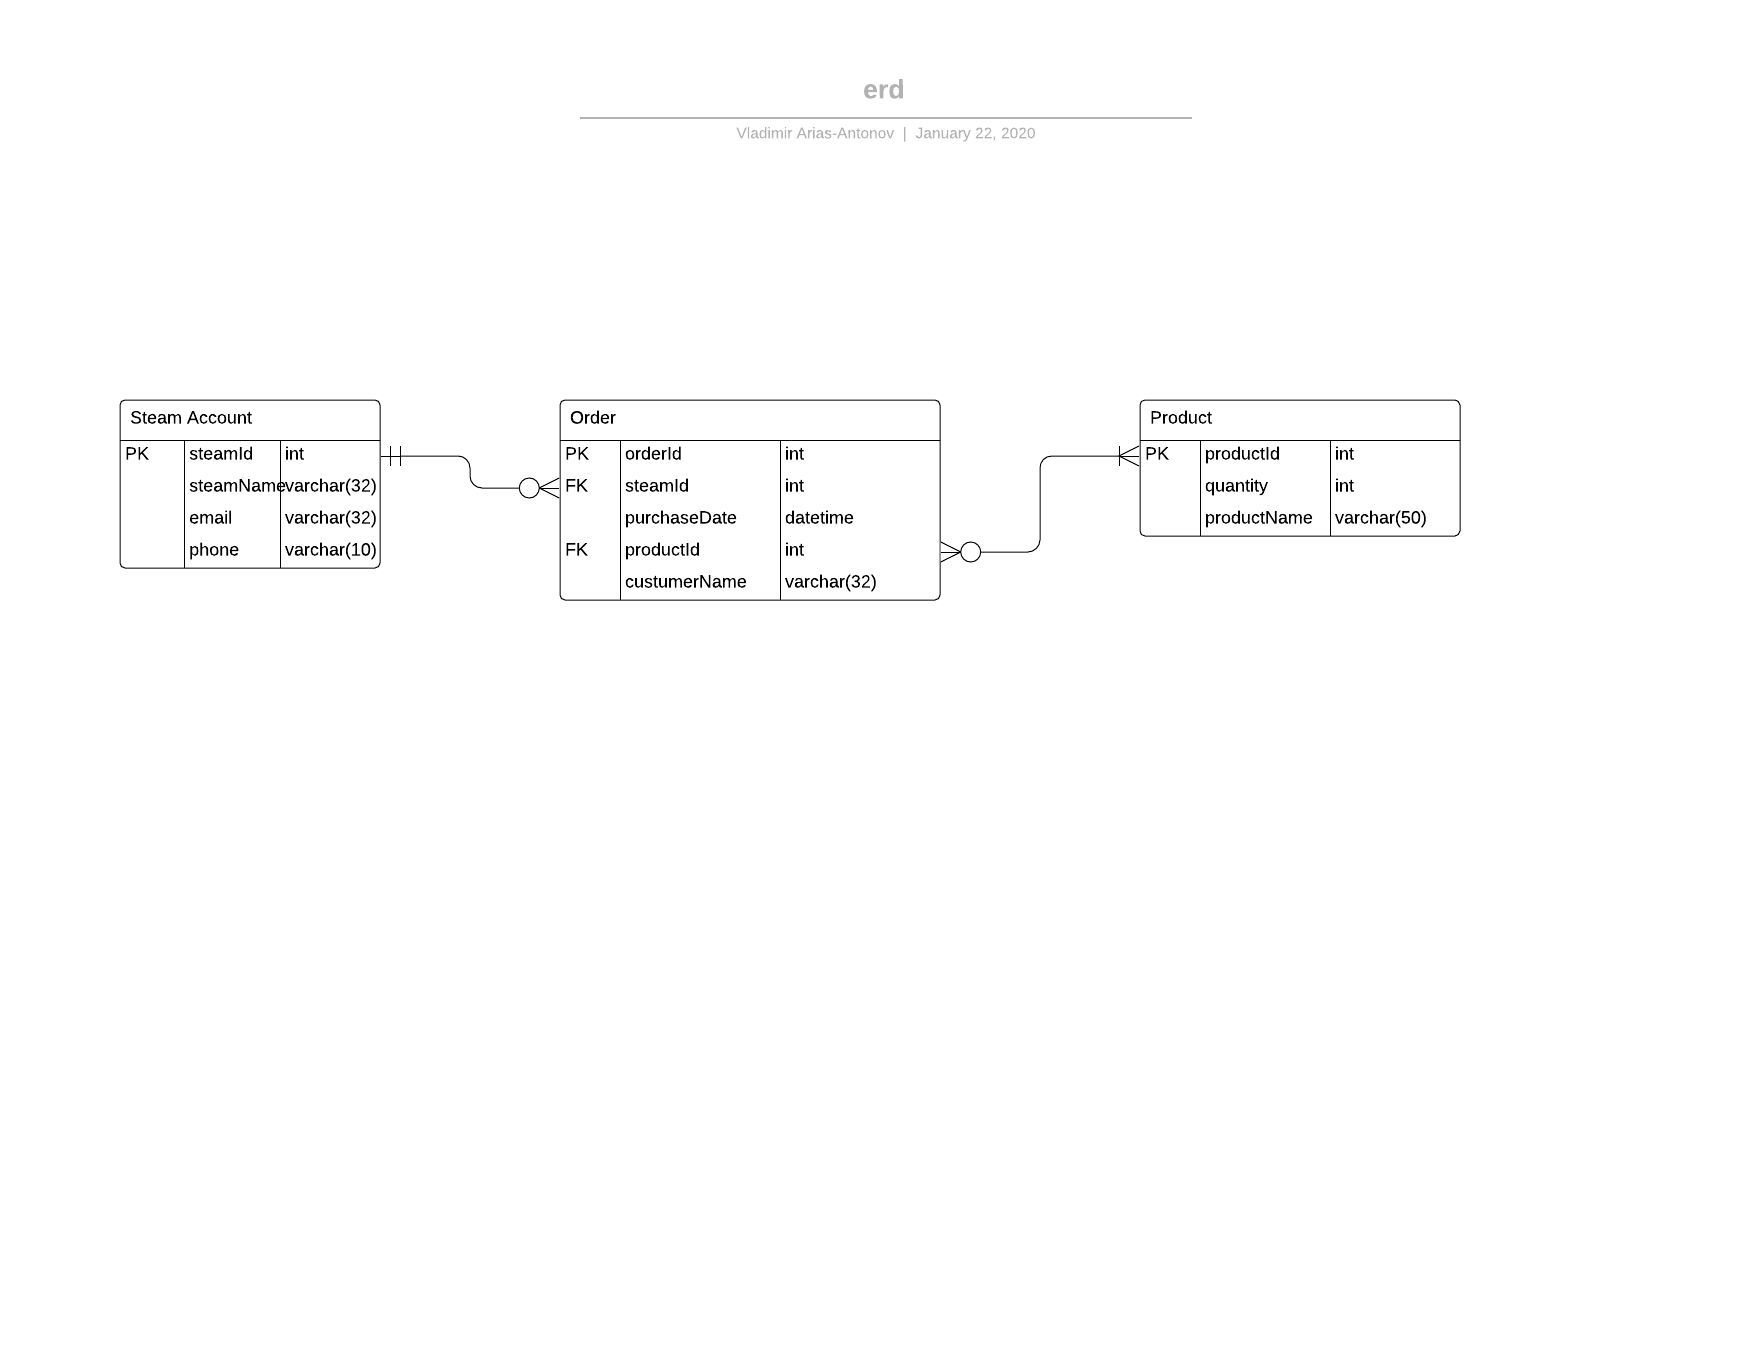 erd
Vladimir Arias-Antonov | January 22, 2020
Steam Account
PK steamId int
steamName varchar(32)
email varchar(32)
phone varchar(10)
Order
PK orderId int
FK steamId int
purchaseDate datetime
FK productId int
custumerName varchar(32)
Product
PK productId int
quantity int
productName varchar(50)